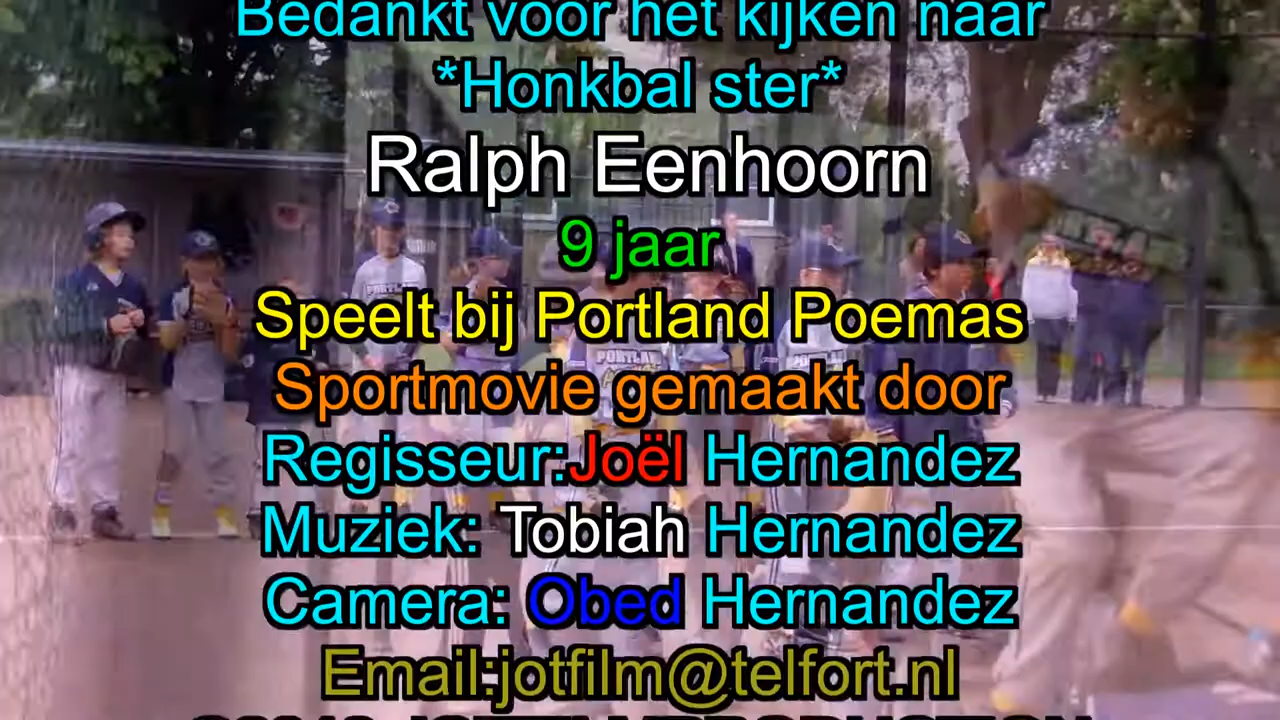 Bedankt voor het kijken naar
*Honkbal ster*
Ralph Eenhoorn
9 jaar
Speelt bij Portland Poemas
Sportmovie gemaakt door
Regisseur:Joël Hernandez
Muziek: Tobiah Hernandez
Camera: Obed Hernandez
Email:jotfilm@telfort.nl